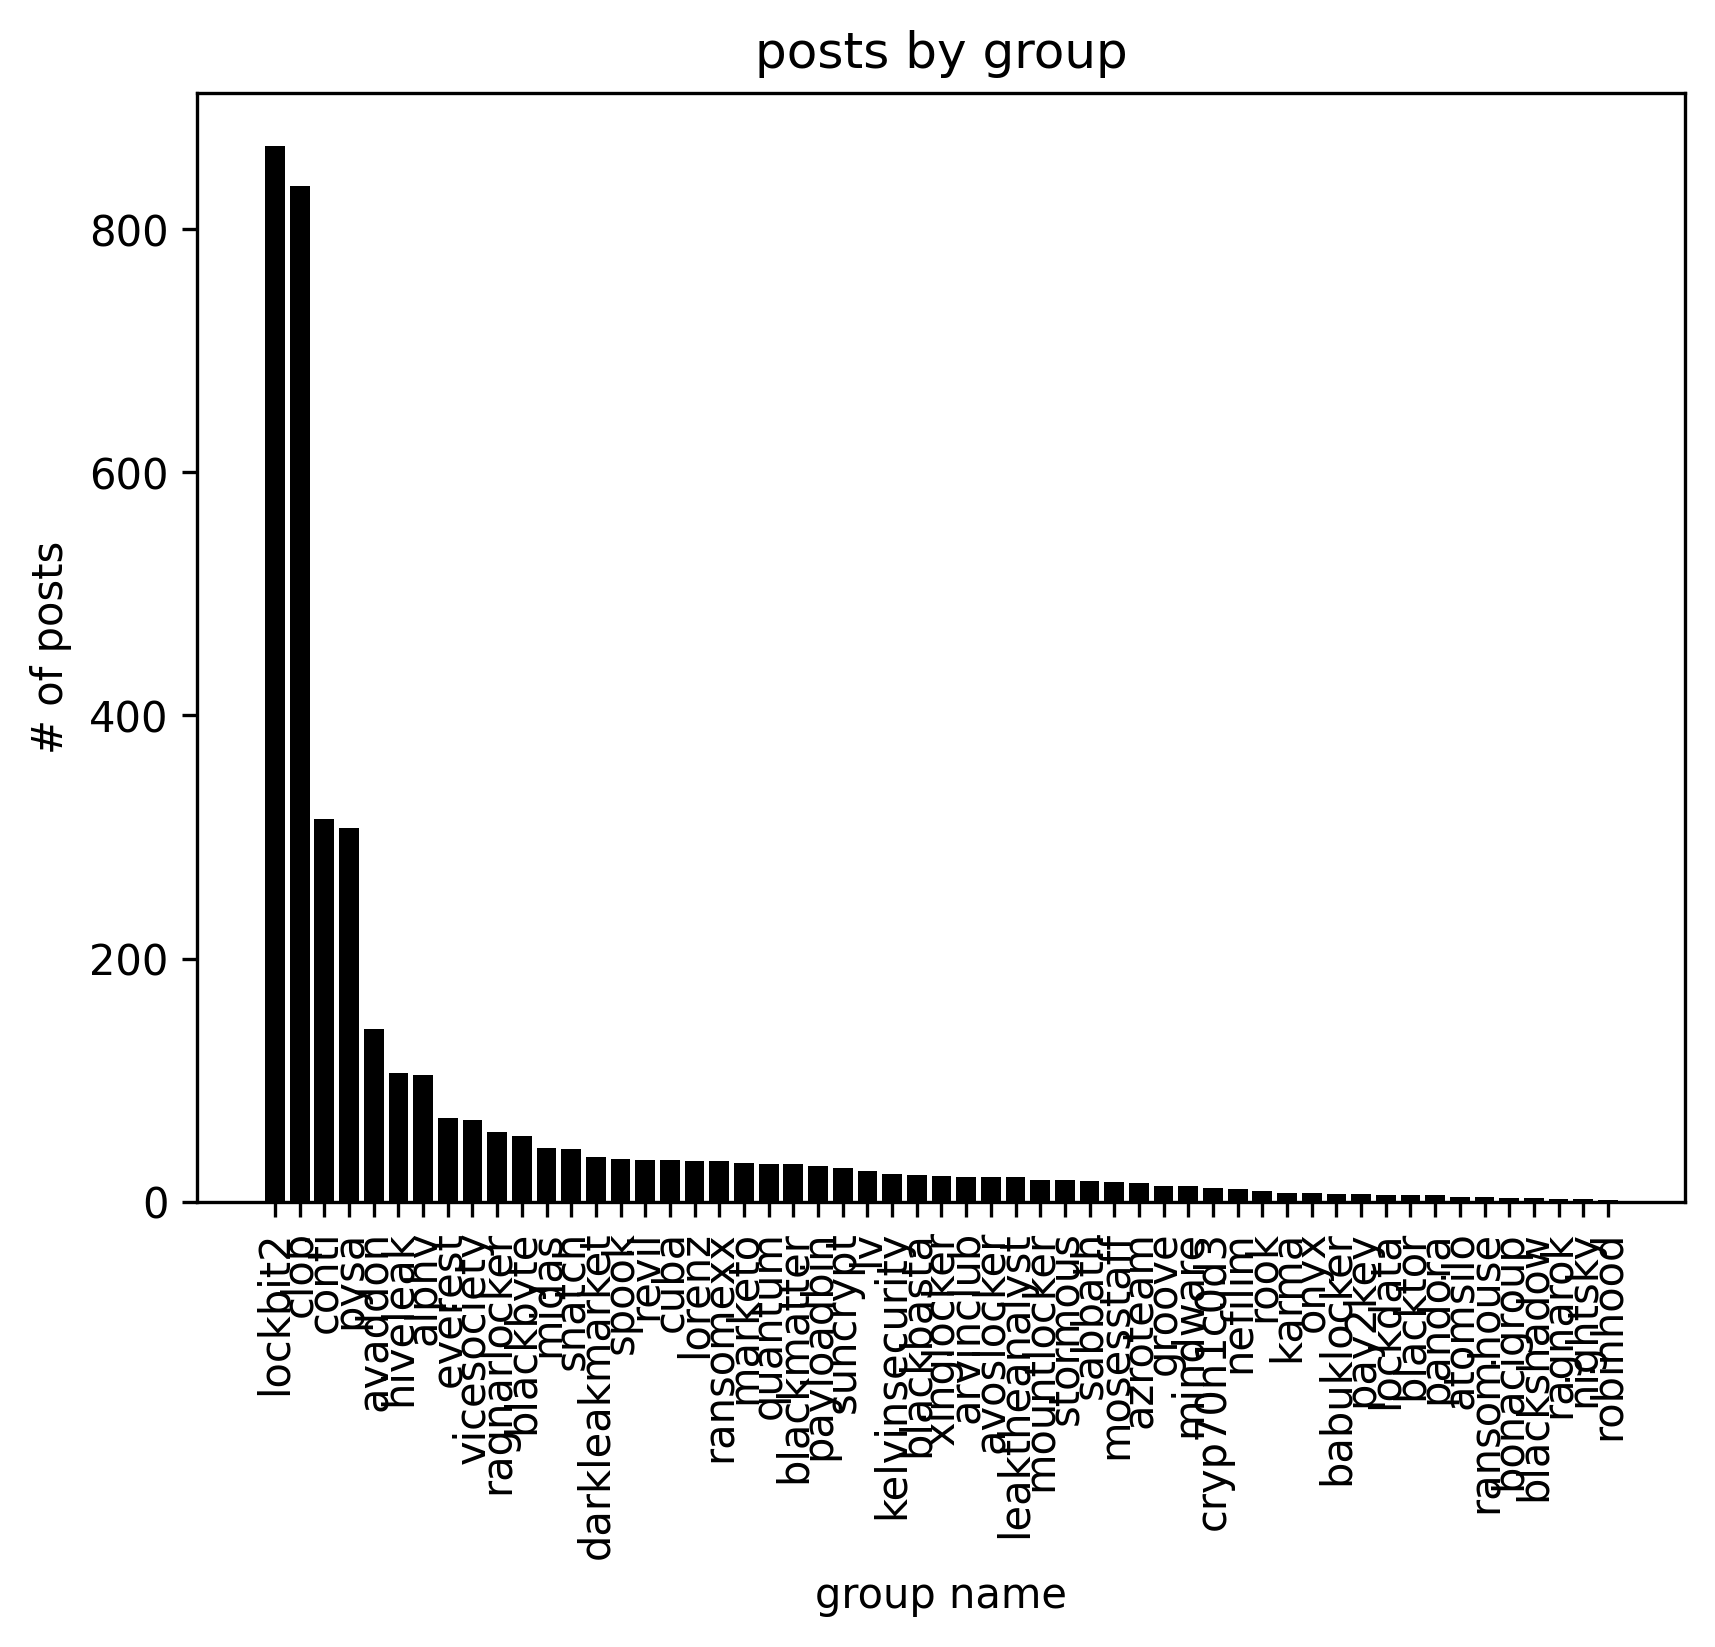 posts by group
# of posts
800
600
400
200
0
lockbit2
clop
conti
pysa
avaddon
hiveleak
alphv
everest
vicesociety
ragnarlocker
blackbyte
midas
snatch
darkleakmarket
spook
revil
cuba
lorenz
ransomexx
marketo
quantum
blackmatter
payloadbin
suncrypt
lv
kelvinsecurity
blackbasta
xinglocker
arvinclub
avoslocker
leaktheanalyst
mountlocker
stormous
sabbath
mosesstaff
azroteam
groove
mindware
cryp70n1c0d3
nefilim
rook
karma
onyx
babuklocker
pay2key
lockdata
blacktor
pandora
atomsilo
ransomhouse
bonacigroup
blackshadow
ragnarok
nightsky
robinhood
group name